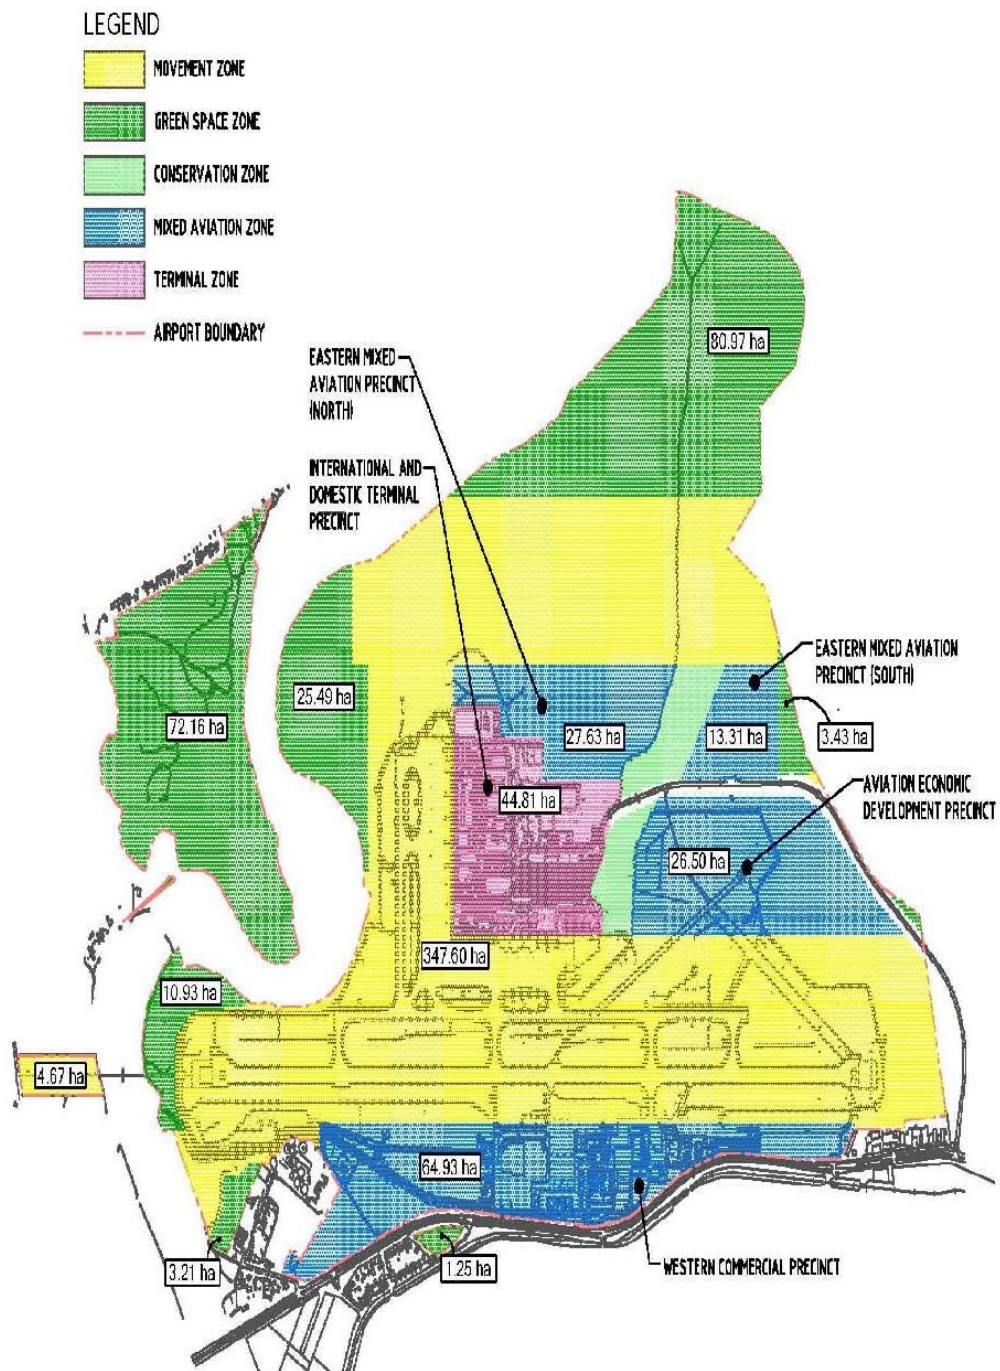 LEGEND
MOVEMENT ZONE
GREEN SPACE ZONE
CONSERVATION ZONE
MIXED AVIATION ZONE
TERMINAL ZONE
AIRPORT BOUNDARY
80.97 ha
EASTERN MIXED
AVIATION PRECINCT
(NORTH)
INTERNATIONAL AND
DOMESTIC TERMINAL
PRECINCT
EASTERN MIXED AVIATION
PRECINCT (SOUTH)
25.49 ha
72.16 ha
27.63 ha
13.31 ha
3.43 ha
44.81 ha
AVIATION ECONOMIC
DEVELOPMENT PRECINCT
26.50 ha
347.60 ha
10.93 ha
4.67 ha
64.93 ha
3.21 ha
1.25 ha
WESTERN COMMERCIAL PRECINCT